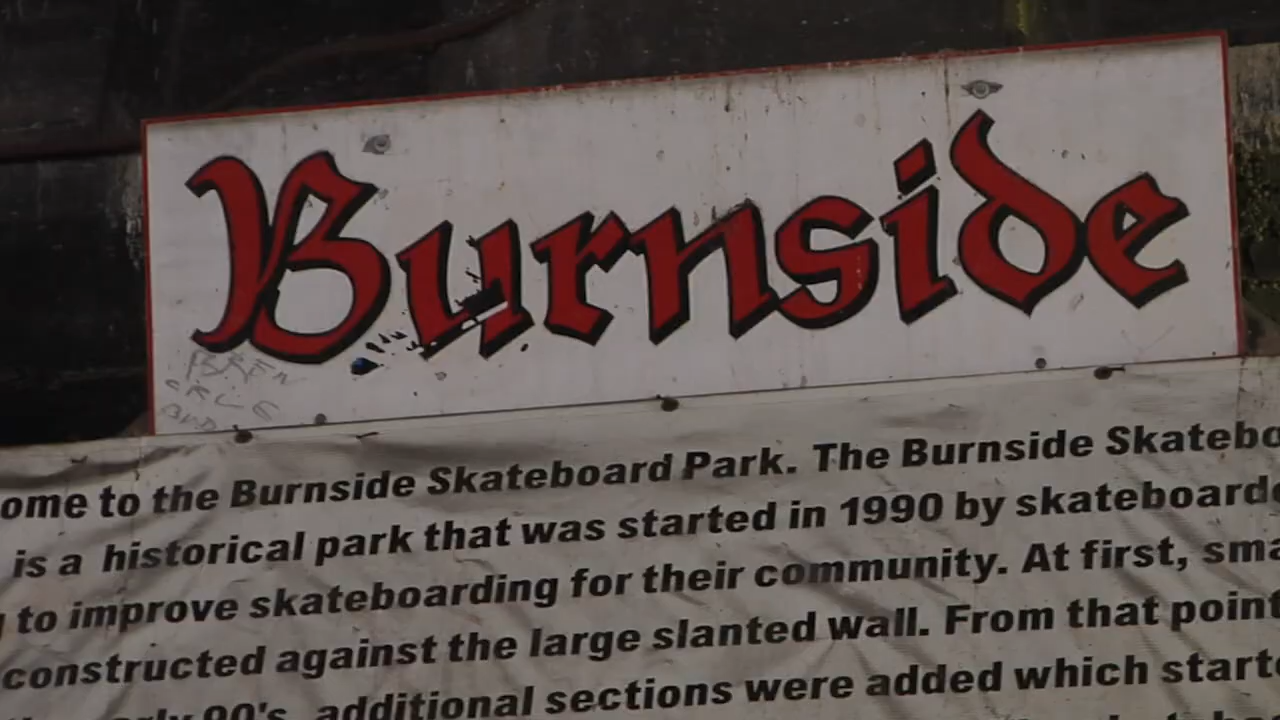 Burnside
ome to the Burnside Skateboard Park. The Burnside Skatebo
is a historical park that was started in 1990 by skateboarde
to improve skateboarding for their community. At first, sma
constructed against the large slanted wall. From that point
90's, additional sections were added which starte